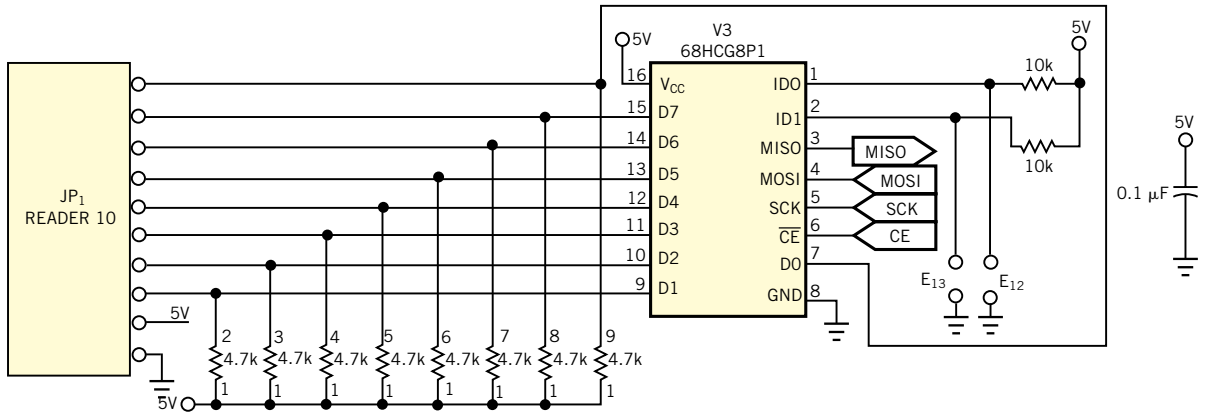 JP1
READER 10
5V
5V
5V
V3
68HCG8P1
16 VCC
15 D7
14 D6
13 D5
12 D4
11 D3
10 D2
9 D1
ID0 1
ID1 2
MISO 3
MOSI 4
SCK 5
CE 6
DO 7
GND 8
MISO
MOSI
SCK
CE
5V
10k
10k
E13
E12
5V
0.1 µF
2 3 4 5 6 7 8 9
4.7k 4.7k 4.7k 4.7k 4.7k 4.7k 4.7k 4.7k
1 1 1 1 1 1 1 1